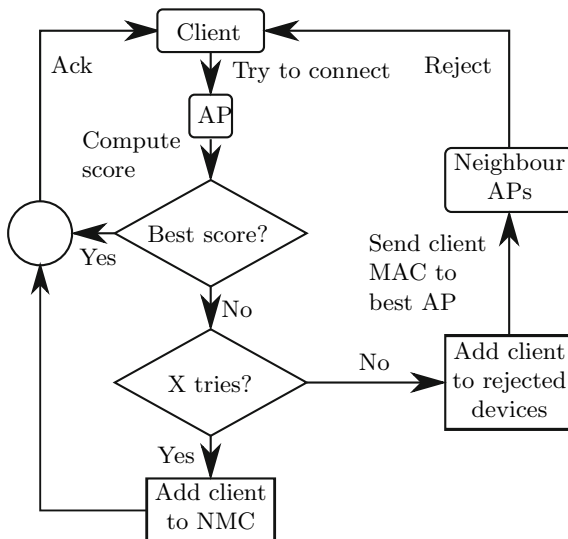 Client
Ack
Try to connect
Reject
AP
Compute
score
Neighbour
APs
Best score?
Yes
Send client
MAC to
best AP
No
X tries?
No
Add client
to rejected
devices
Yes
Add client
to NMC